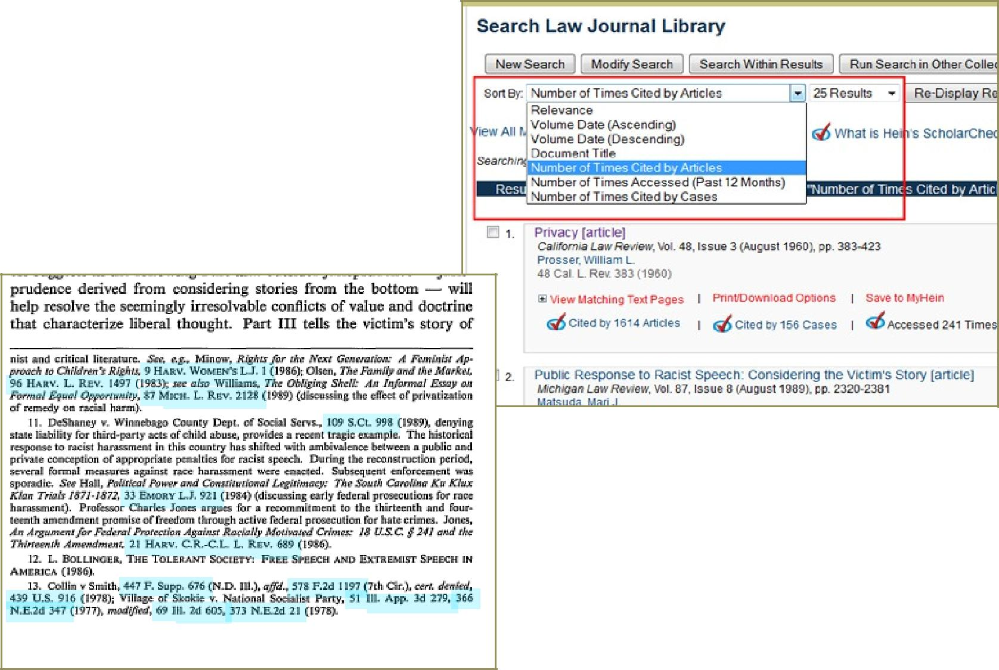 Search Law Journal Library
New Search Modify Search Search Within Results Run Search in Other Collec
Sort By: Number of Times Cited by Articles 25 Results Re-Display Re
Relevance
Volume Date (Ascending)
View All M What is Hein's ScholarChec
Volume Date (Descending)
Document Title
Searching
Number of Times Cited by Articles
Number of Times Accessed (Past 12 Months)
Resu "Number of Times Cited by Artic
Number of Times Cited by Cases
1. Privacy [article]
California Law Review, Vol. 48, Issue 3 (August 1960), pp. 383-423
Prosser, William L.
48 Cal. L. Rev. 383 (1960)
View Matching Text Pages | Print/Download Options | Save to MyHein
Cited by 1614 Articles | Cited by 156 Cases | Accessed 241 Times
2. Public Response to Racist Speech: Considering the Victim's Story [article]
Michigan Law Review, Vol. 87, Issue 8 (August 1989), pp. 2320-2381
Matsuda, Mari J
prudence derived from considering stories from the bottom — will
help resolve the seemingly irresolvable conflicts of value and doctrine
that characterize liberal thought. Part III tells the victim's story of
nist and critical literature. See, e.g., Minow, Rights for the Next Generation: A Feminist Ap-
proach to Children's Rights, 9 HARV. WOMEN'S L.J. 1 (1986); Olsen, The Family and the Market,
96 HARV. L. REV. 1497 (1983); see also Williams, The Obliging Shell: An Informal Essay on
Formal Equal Opportunity, 87 MICH. L. REV. 2128 (1989) (discussing the effect of privatization
of remedy on racial harm).
11. DeShaney v. Winnebago County Dept. of Social Servs., 109 S.Ct. 998 (1989), denying
state liability for third-party acts of child abuse, provides a recent tragic example. The historical
response to racist harassment in this country has shifted with ambivalence between a public and
private conception of appropriate penalties for racist speech. During the reconstruction period,
several formal measures against race harassment were enacted. Subsequent enforcement was
sporadic. See Hall, Political Power and Constitutional Legitimacy: The South Carolina Ku Klux
Klan Trials 1871-1872, 33 EMORY L.J. 921 (1984) (discussing early federal prosecutions for race
harassment). Professor Charles Jones argues for a recommitment to the thirteenth and four-
teenth amendment promise of freedom through active federal prosecution for hate crimes. Jones,
An Argument for Federal Protection Against Racially Motivated Crimes: 18 U.S.C. § 241 and the
Thirteenth Amendment, 21 HARV. C.R.-C.L. L. REV. 689 (1986).
12. L. BOLLINGER, THE TOLERANT SOCIETY: FREE SPEECH AND EXTREMIST SPEECH IN
AMERICA (1986).
13. Collin v Smith, 447 F. Supp. 676 (N.D. Ill.), affd., 578 F.2d 1197 (7th Cir.), cert. denied,
439 U.S. 916 (1978); Village of Skokie v. National Socialist Party, 51 Ill. App. 3d 279, 366
N.E.2d 347 (1977), modified, 69 Ill. 2d 605, 373 N.E.2d 21 (1978).